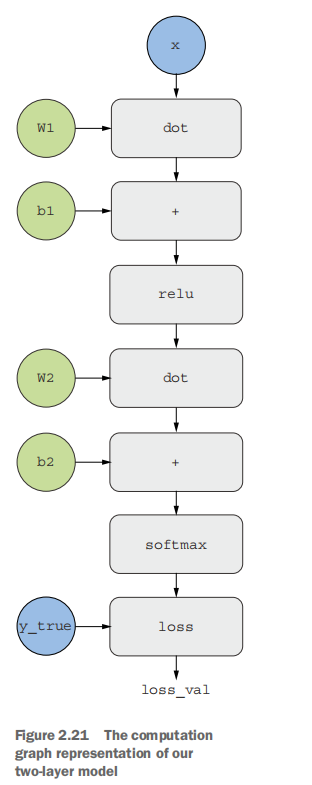 x
W1
dot
b1
+
relu
W2
dot
b2
+
softmax
y_true
loss
loss_val
Figure 2.21 The computation
graph representation of our
two-layer model